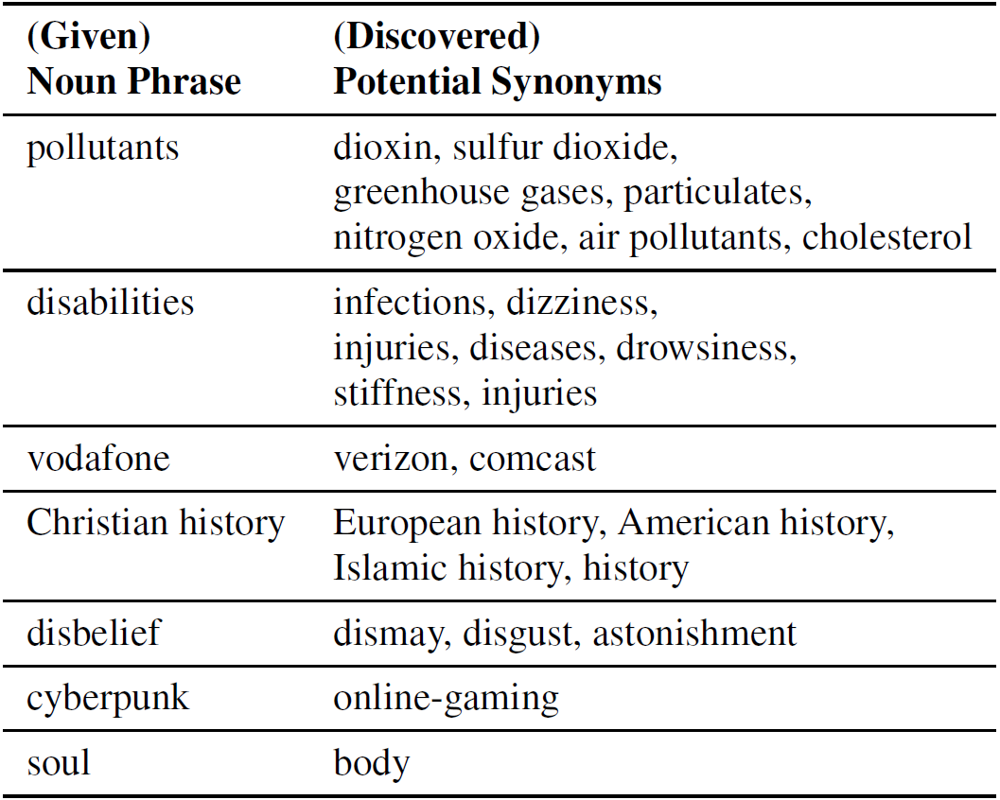 (Given) (Discovered)
Noun Phrase Potential Synonyms
pollutants dioxin, sulfur dioxide,
greenhouse gases, particulates,
nitrogen oxide, air pollutants, cholesterol
disabilities infections, dizziness,
injuries, diseases, drowsiness,
stiffness, injuries
vodafone verizon, comcast
Christian history European history, American history,
Islamic history, history
disbelief dismay, disgust, astonishment
cyberpunk online-gaming
soul body